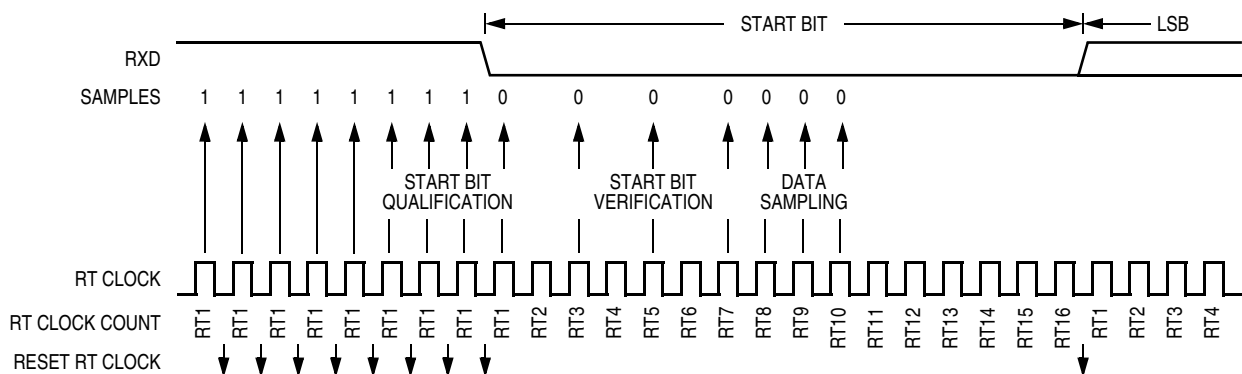 START BIT LSB
RXD
SAMPLES 1 1 1 1 1 1 1 1 0 0 0 0 0 0 0
START BIT QUALIFICATION START BIT VERIFICATION DATA SAMPLING
RT CLOCK
RT CLOCK COUNT RT1 RT1 RT1 RT1 RT1 RT1 RT1 RT1 RT1 RT2 RT3 RT4 RT5 RT6 RT7 RT8 RT9 RT10 RT11 RT12 RT13 RT14 RT15 RT16 RT1 RT2 RT3 RT4
RESET RT CLOCK